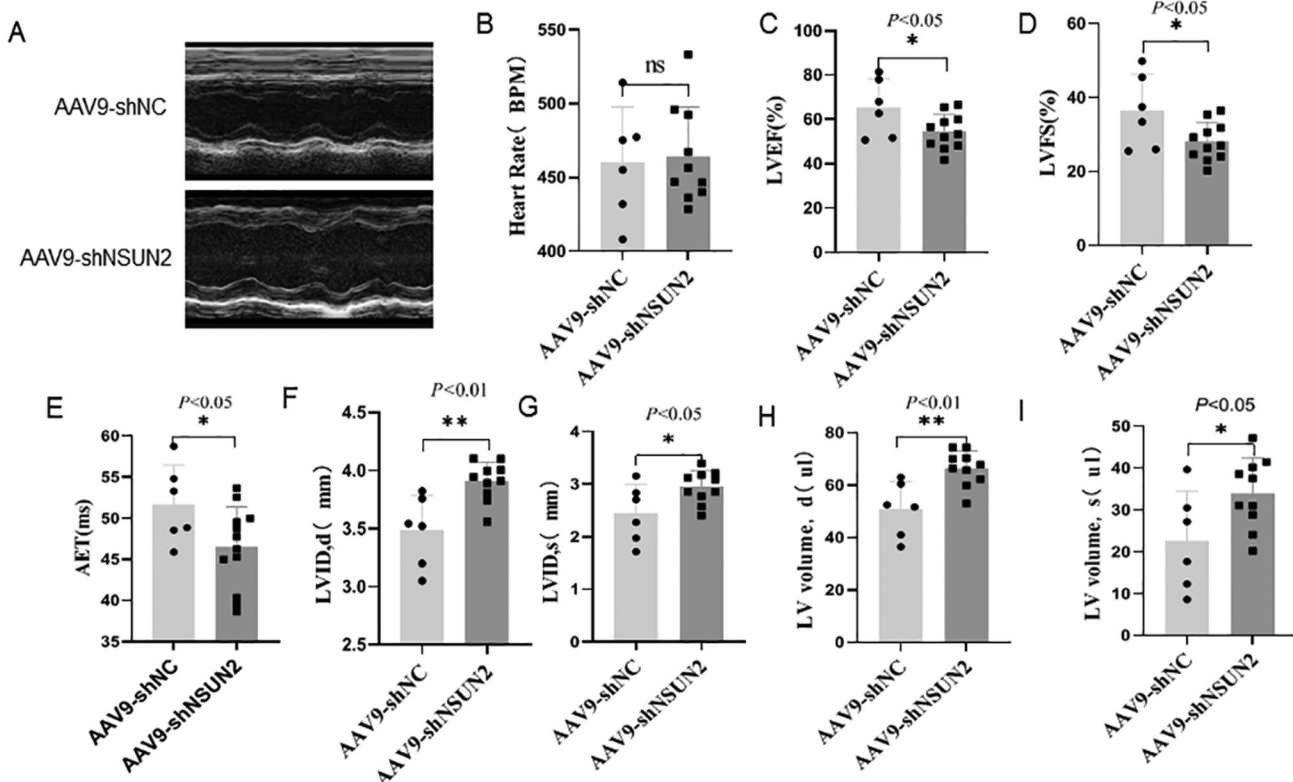 A
AAV9-shNC
AAV9-shNSUN2
B
Heart Rate( BPM)
550
500
450
400
ns
AAV9-shNC
AAV9-shNSUN2
C
P<0.05
*
LVEF(%)
100
80
60
40
20
0
AAV9-shNC
AAV9-shNSUN2
D
P<0.05
*
LVFS(%)
60
40
20
0
AAV9-shNC
AAV9-shNSUN2
E
P<0.05
*
AET(ms)
60
55
50
45
40
35
AAV9-shNC
AAV9-shNSUN2
F
P<0.01
**
LVID,d( mm)
4.5
4.0
3.5
3.0
2.5
AAV9-shNC
AAV9-shNSUN2
G
P<0.05
*
LVID,s( mm)
4
3
2
1
0
AAV9-shNC
AAV9-shNSUN2
H
P<0.01
**
LV volume, d( ul)
80
60
40
20
0
AAV9-shNC
AAV9-shNSUN2
I
P<0.05
*
LV volume, s( ul)
50
40
30
20
10
0
AAV9-shNC
AAV9-shNSUN2